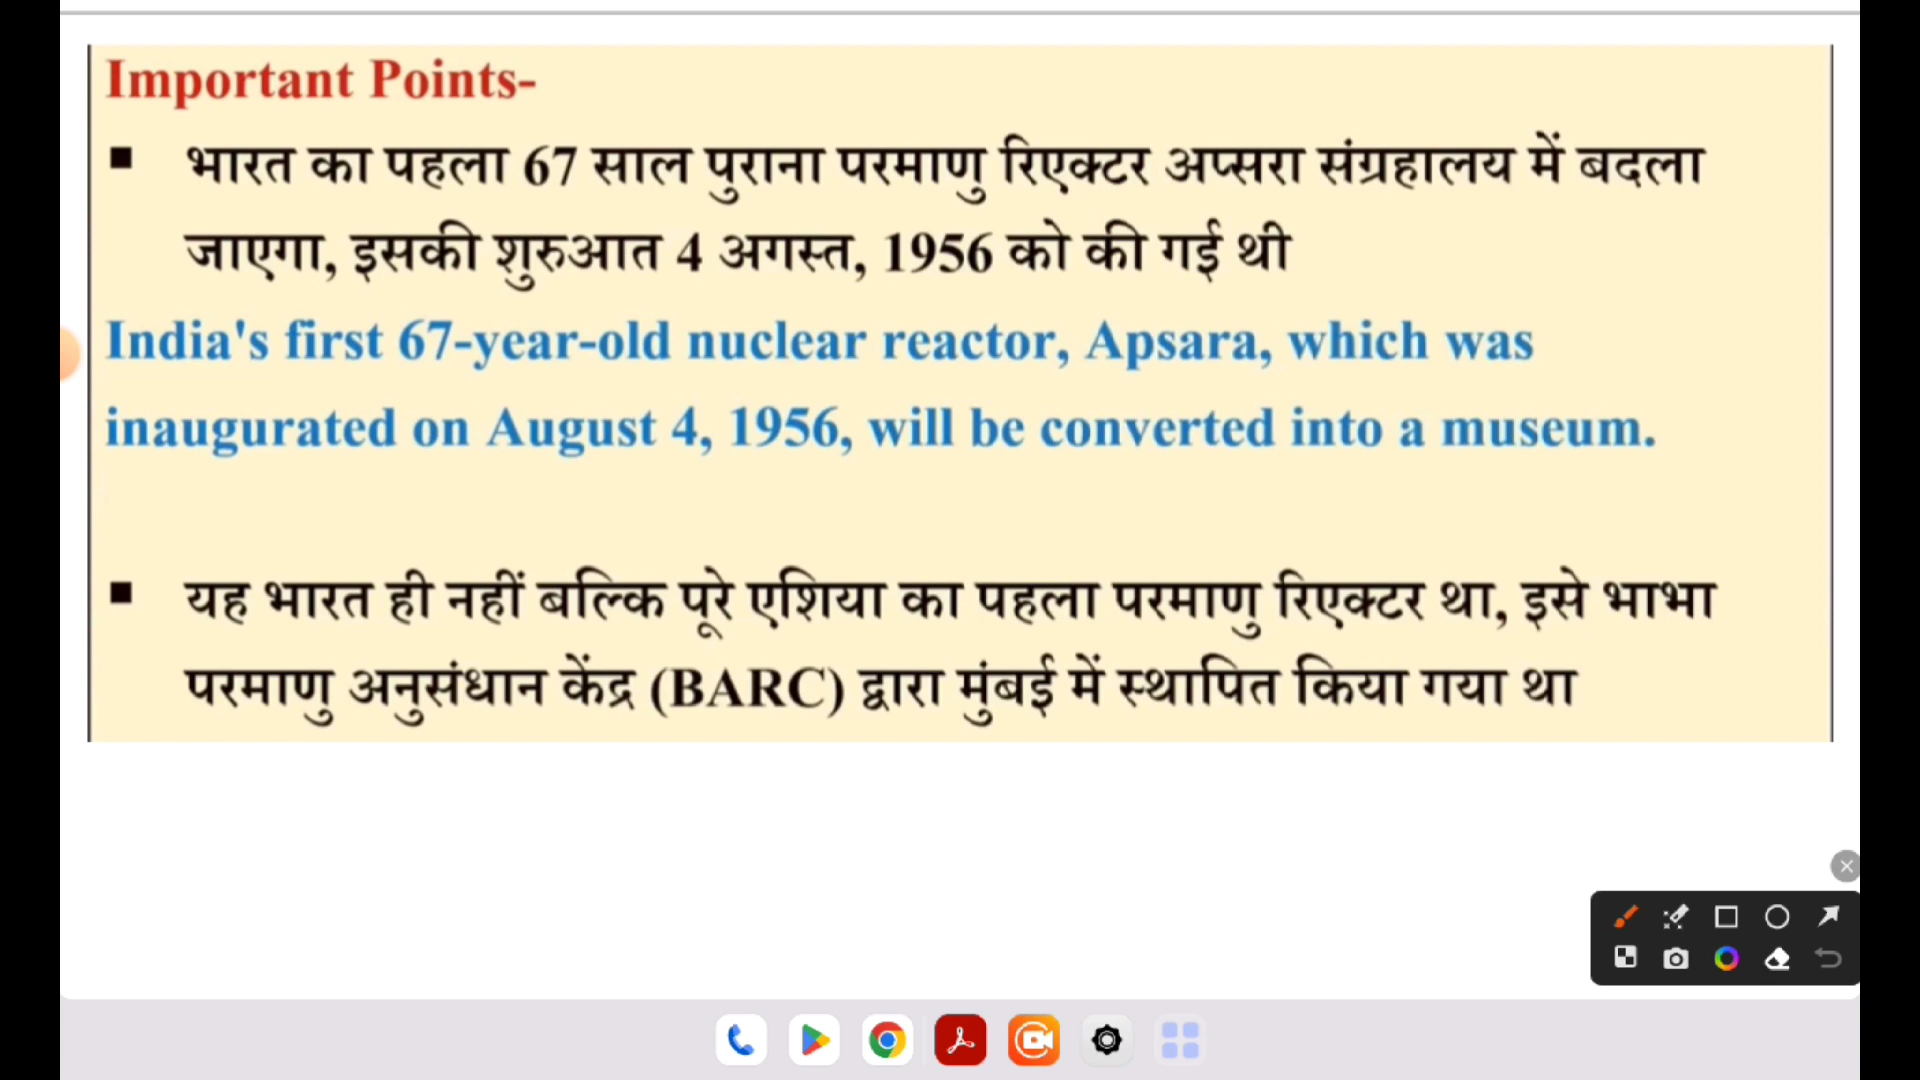 Important Points-
▪ भारत का पहला 67 साल पुराना परमाणु रिएक्टर अप्सरा संग्रहालय में बदला
जाएगा, इसकी शुरुआत 4 अगस्त, 1956 को की गई थी
India's first 67-year-old nuclear reactor, Apsara, which was
inaugurated on August 4, 1956, will be converted into a museum.
▪ यह भारत ही नहीं बल्कि पूरे एशिया का पहला परमाणु रिएक्टर था, इसे भाभा
परमाणु अनुसंधान केंद्र (BARC) द्वारा मुंबई में स्थापित किया गया था